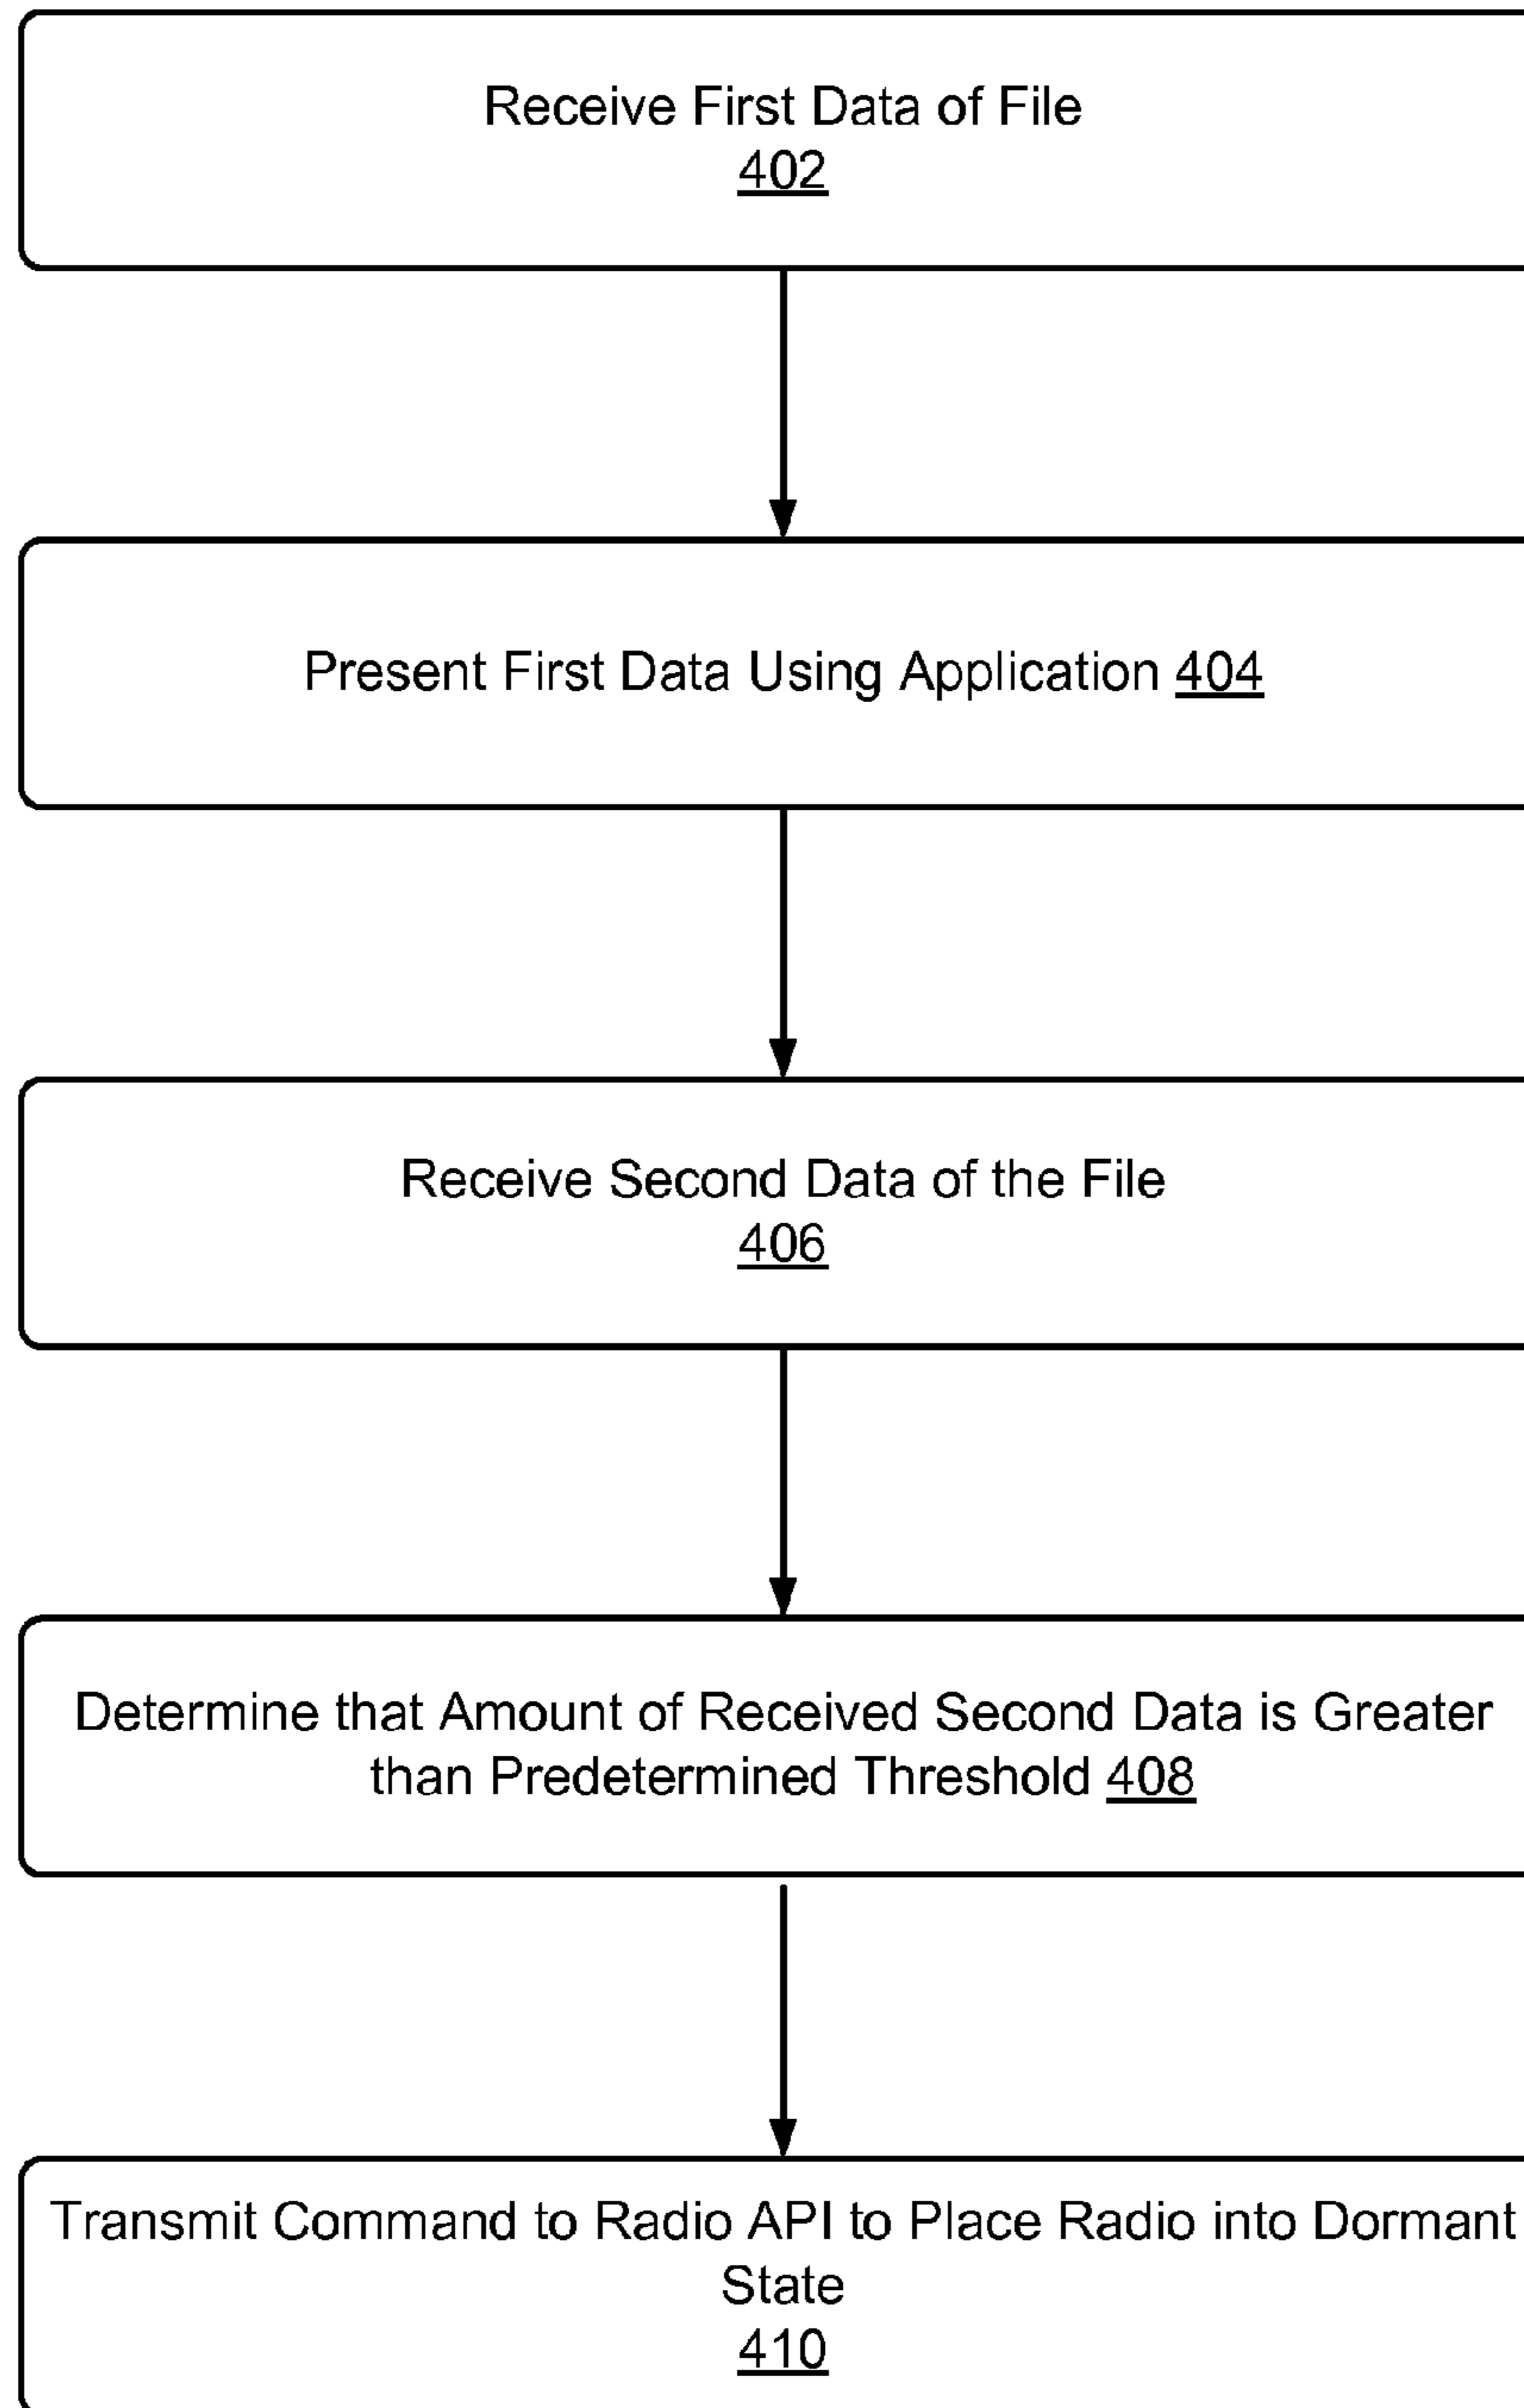 Receive First Data of File
402
Present First Data Using Application 404
Receive Second Data of the File
406
Determine that Amount of Received Second Data is Greater
than Predetermined Threshold 408
Transmit Command to Radio API to Place Radio into Dormant
State
410